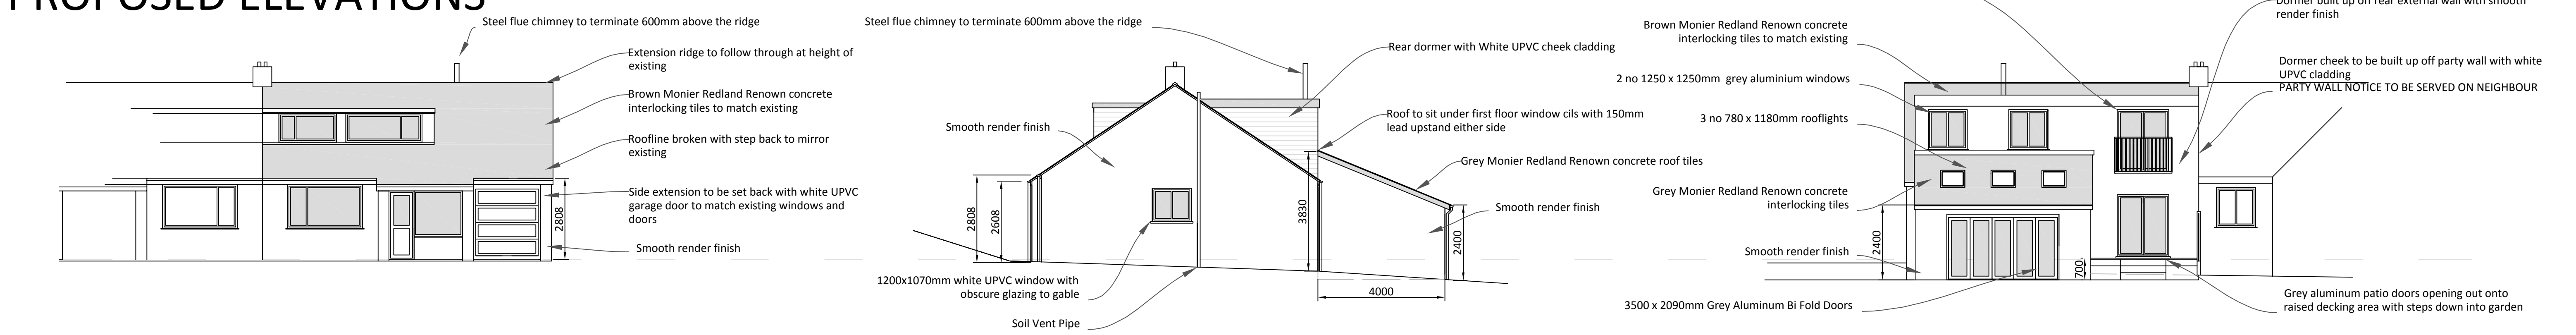 PROPOSED ELEVATIONS
Steel flue chimney to terminate 600mm above the ridge
Extension ridge to follow through at height of
existing
Brown Monier Redland Renown concrete
interlocking tiles to match existing
Roofline broken with step back to mirror
existing
Side extension to be set back with white UPVC
garage door to match existing windows and
doors
2808
Smooth render finish
Steel flue chimney to terminate 600mm above the ridge
Rear dormer with White UPVC cheek cladding
Smooth render finish
Roof to sit under first floor window cils with 150mm
lead upstand either side
Grey Monier Redland Renown concrete roof tiles
Smooth render finish
2808
2608
3830
2400
4000
1200x1070mm white UPVC window with
obscure glazing to gable
Soil Vent Pipe
Brown Monier Redland Renown concrete
interlocking tiles to match existing
2 no 1250 x 1250mm grey aluminium windows
3 no 780 x 1180mm rooflights
Grey Monier Redland Renown concrete
interlocking tiles
Smooth render finish
2400
700
3500 x 2090mm Grey Aluminum Bi Fold Doors
Dormer built up off rear external wall with smooth
render finish
Dormer cheek to be built up off party wall with white
UPVC cladding
PARTY WALL NOTICE TO BE SERVED ON NEIGHBOUR
Grey aluminum patio doors opening out onto
raised decking area with steps down into garden